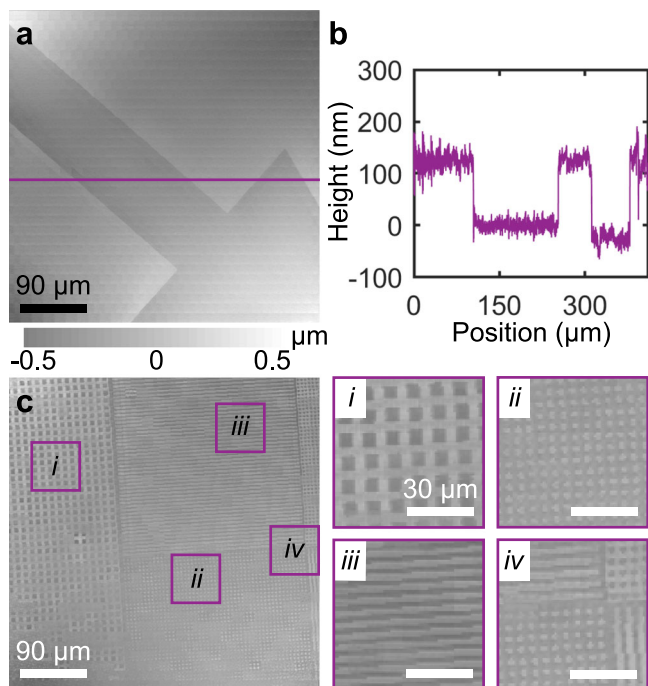 a
90 µm
-0.5 0 0.5
µm
b
300
200
100
0
-100
Height (nm)
0 150 300
Position (µm)
c
i
iii
ii
iv
90 µm
i
30 µm
ii
iii
iv